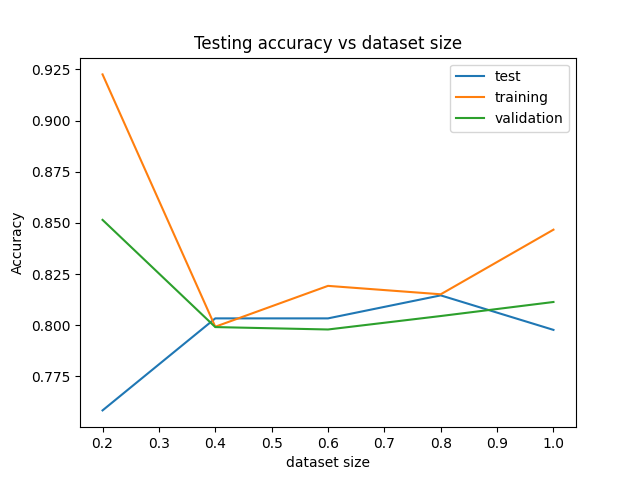 Testing accuracy vs dataset size
test
training
validation
Accuracy
0.925
0.900
0.875
0.850
0.825
0.800
0.775
0.2 0.3 0.4 0.5 0.6 0.7 0.8 0.9 1.0
dataset size